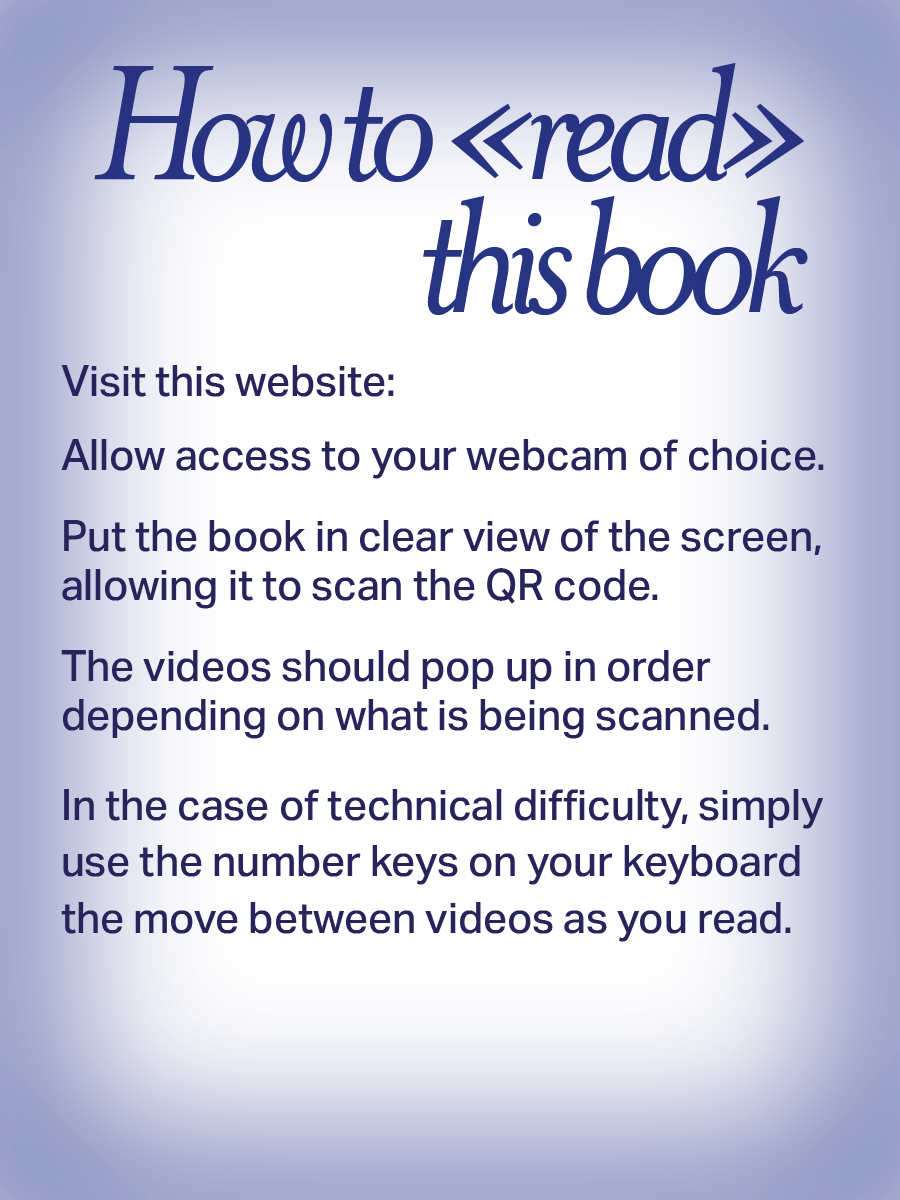 How to «read»
this book
Visit this website:
Allow access to your webcam of choice.
Put the book in clear view of the screen,
allowing it to scan the QR code.
The videos should pop up in order
depending on what is being scanned.
In the case of technical difficulty, simply
use the number keys on your keyboard
the move between videos as you read.